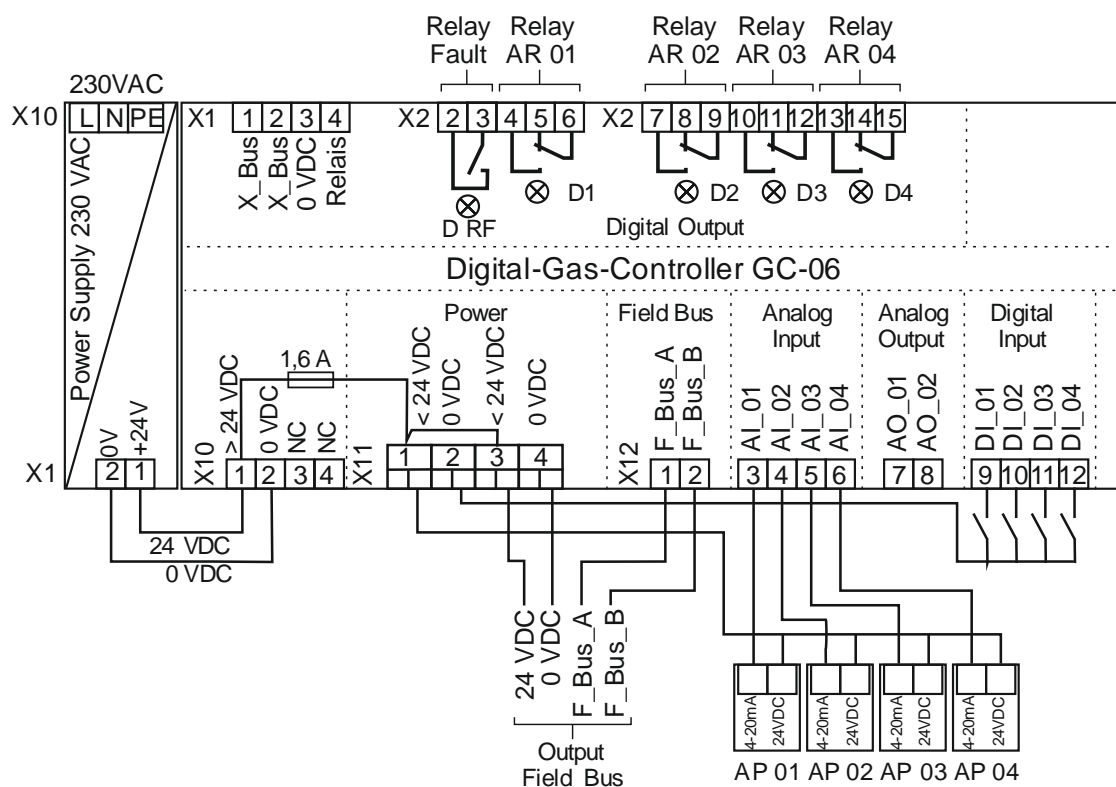 Relay Fault
Relay AR 01
Relay AR 02
Relay AR 03
Relay AR 04
230VAC
X10 L N PE
X1 1 2 3 4
X2 2 3 4 5 6
X2 7 8 9 10 11 12 13 14 15
Power Supply 230 VAC
X_Bus
X_Bus
0 VDC
Relais
D RF
D1
D2
D3
D4
Digital Output
Digital-Gas-Controller GC-06
Power
Field Bus
Analog Input
Analog Output
Digital Input
1,6 A
0V
+24V
> 24 VDC
0 VDC
NC
NC
< 24 VDC
0 VDC
< 24 VDC
0 VDC
F_Bus_A
F_Bus_B
AI_01
AI_02
AI_03
AI_04
AO_01
AO_02
DI_01
DI_02
DI_03
DI_04
X1 2 1
X10 1 2 3 4
X11 1 2 3 4
X12 1 2
3 4 5 6
7 8
9 10 11 12
24 VDC
0 VDC
24 VDC
0 VDC
F_Bus_A
F_Bus_B
Output
Field Bus
4-20mA
24VDC
4-20mA
24VDC
4-20mA
24VDC
4-20mA
24VDC
AP 01
AP 02
AP 03
AP 04